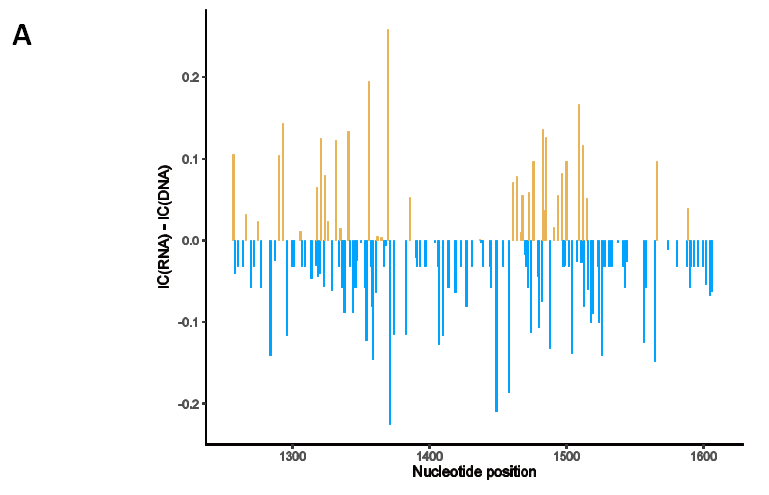 A
IC(RNA) - IC(DNA)
0.2
0.1
0.0
-0.1
-0.2
1300 1400 1500 1600
Nucleotide position